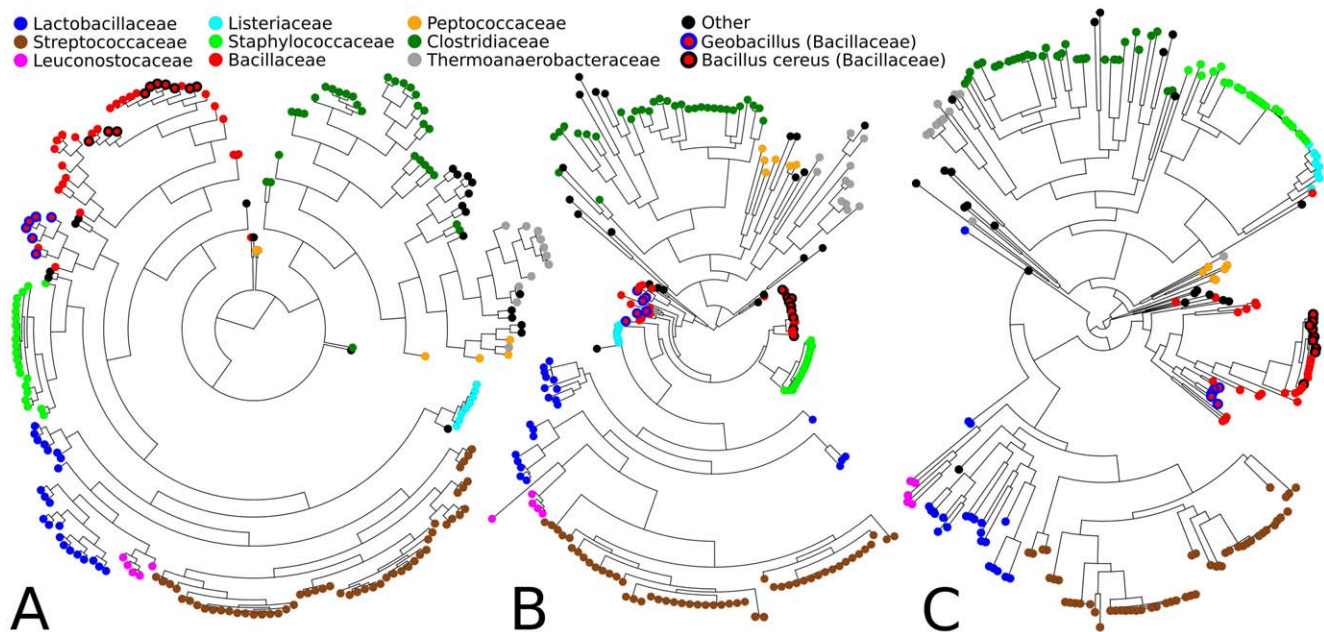 Lactobacillaceae Listeriaceae Peptococcaceae Other
Streptococcaceae Staphylococcaceae Clostridiaceae Geobacillus (Bacillaceae)
Leuconostocaceae Bacillaceae Thermoanaerobacteraceae Bacillus cereus (Bacillaceae)
A B C